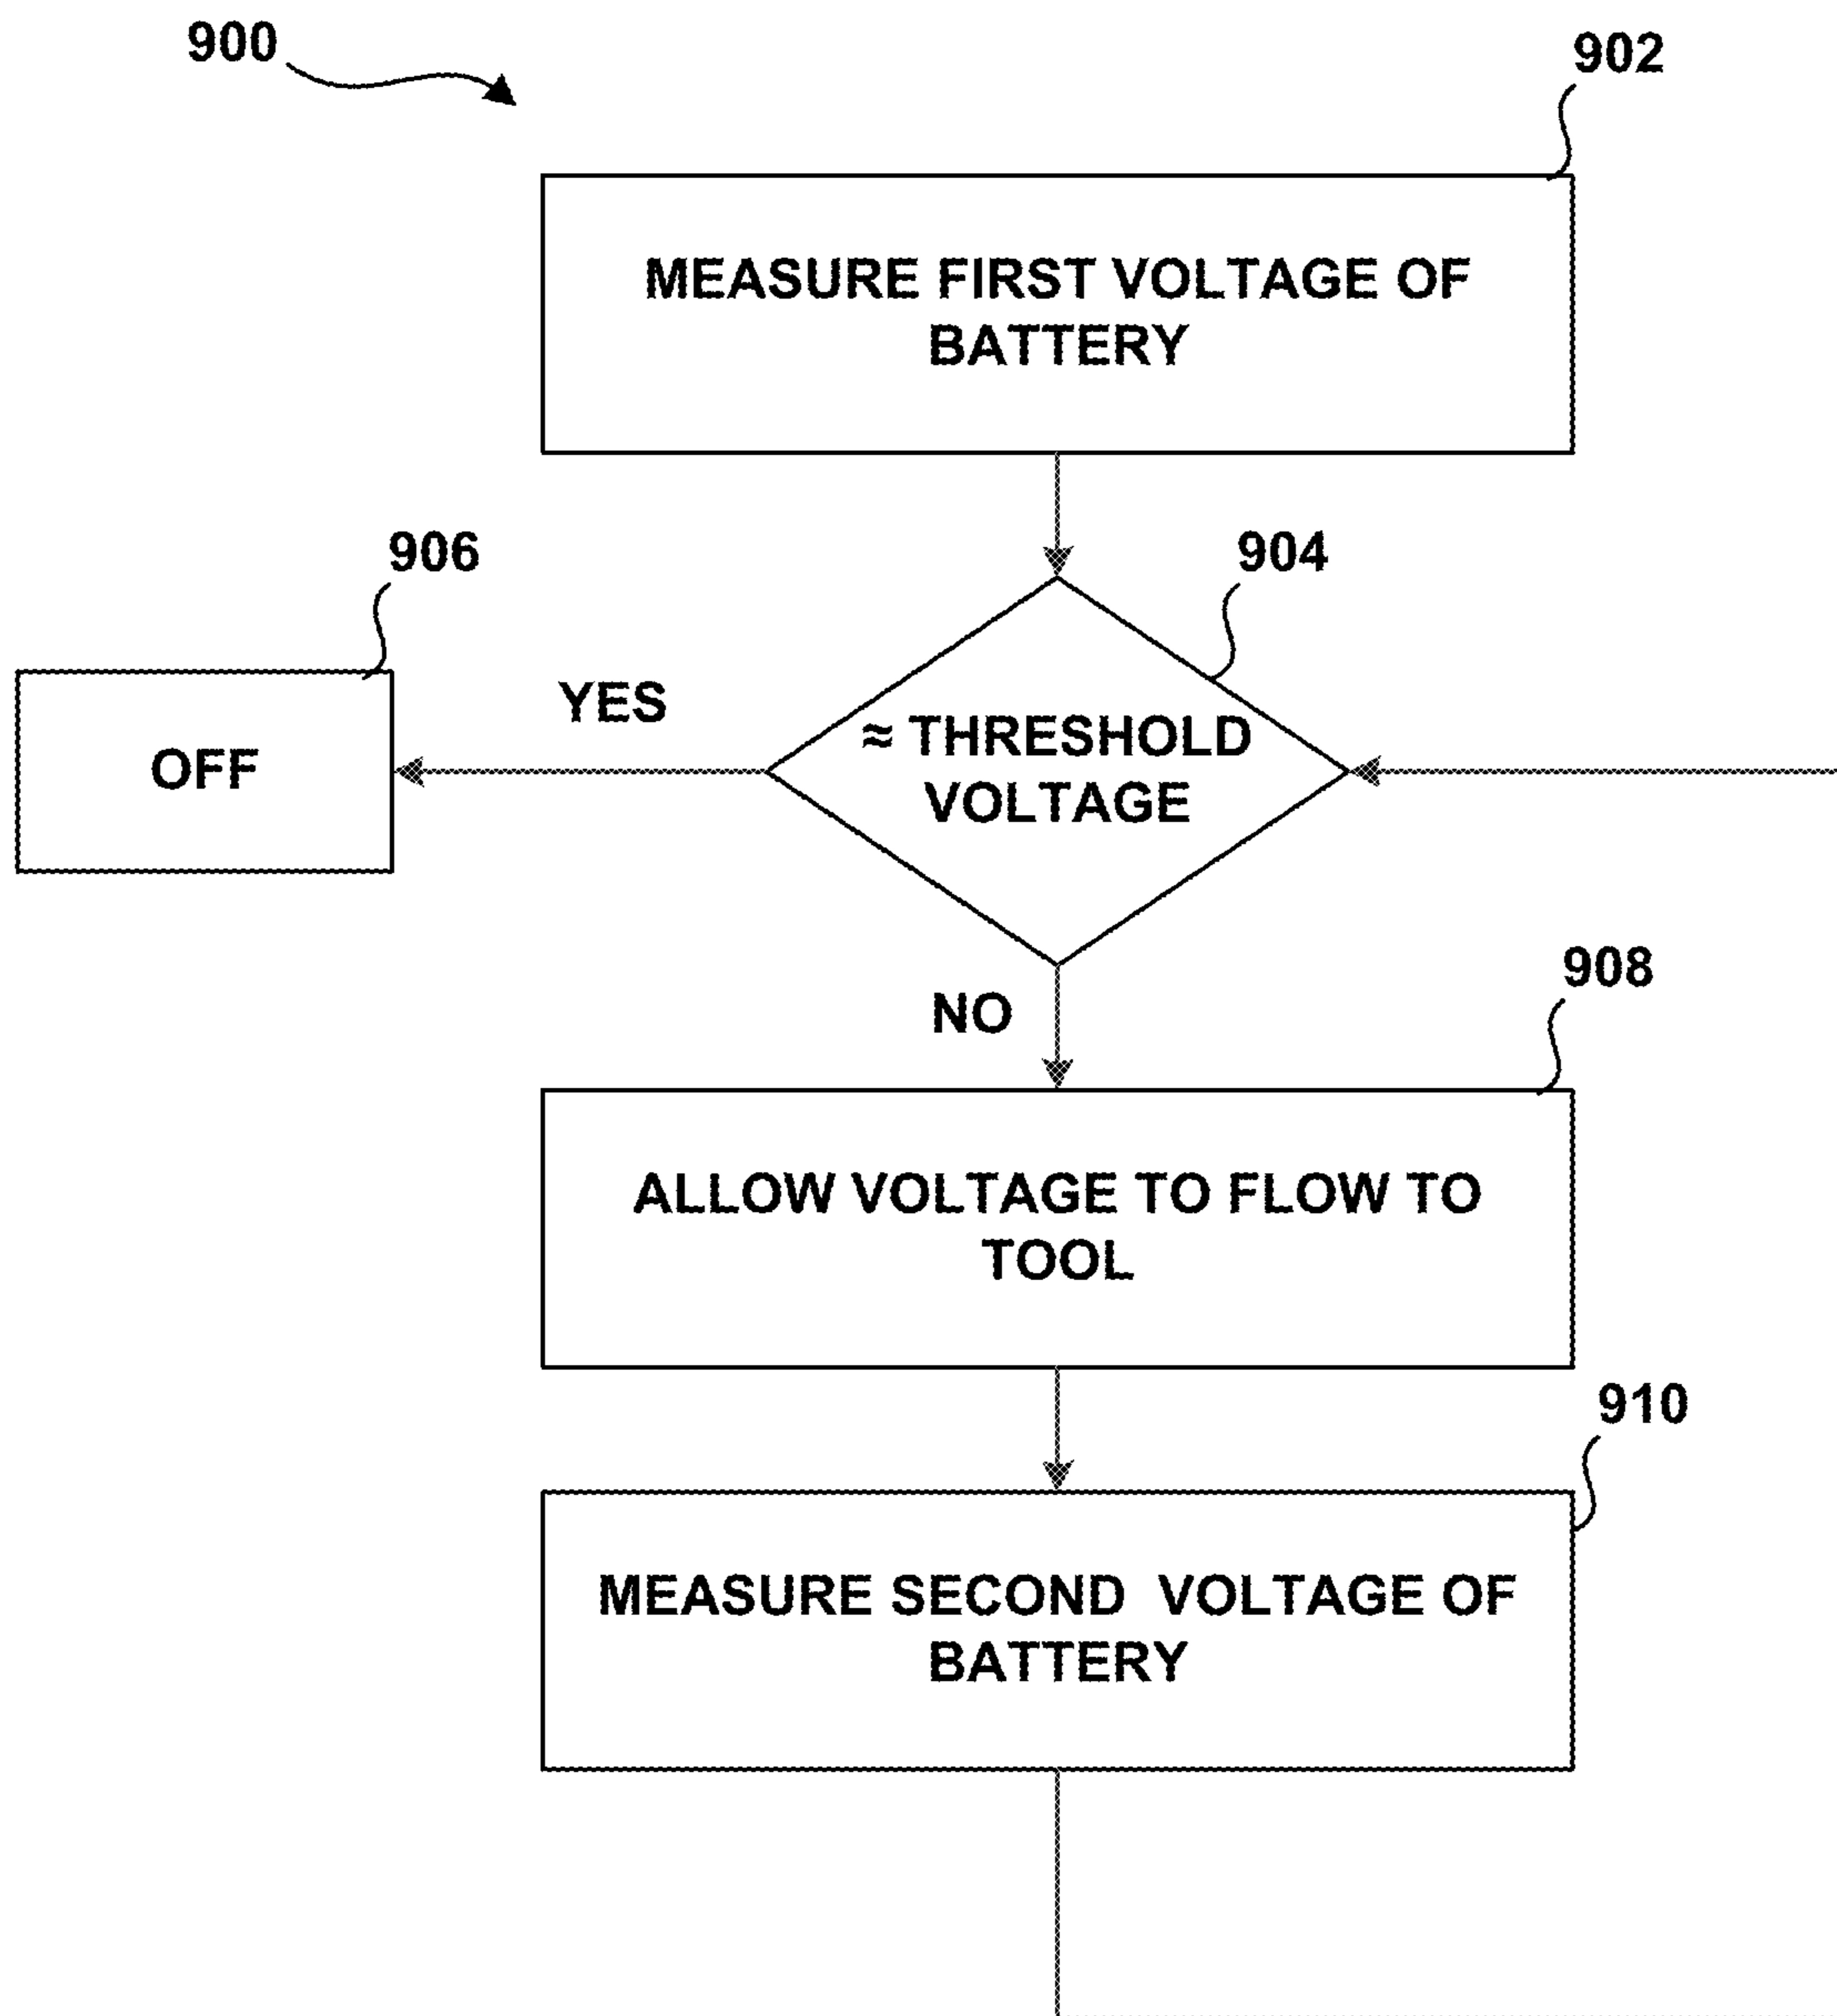 900
902
MEASURE FIRST VOLTAGE OF
BATTERY
906
904
OFF
YES
≈ THRESHOLD
VOLTAGE
NO
908
ALLOW VOLTAGE TO FLOW TO
TOOL
910
MEASURE SECOND VOLTAGE OF
BATTERY